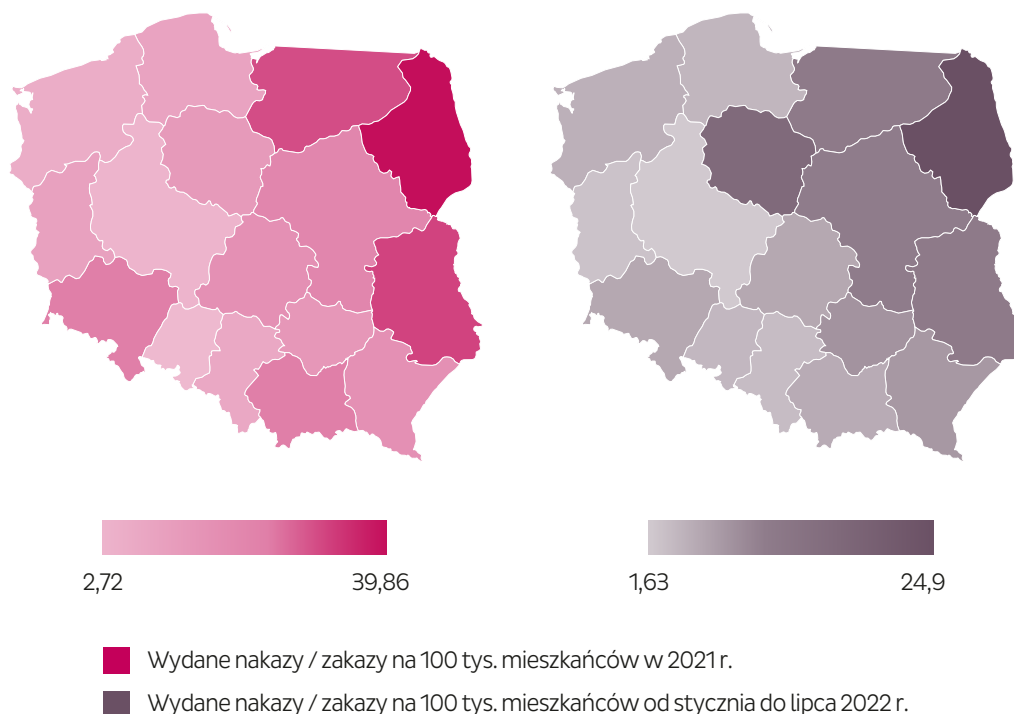 2,72 39,86
1,63 24,9
Wydane nakazy / zakazy na 100 tys. mieszkańców w 2021 r.
Wydane nakazy / zakazy na 100 tys. mieszkańców od stycznia do lipca 2022 r.